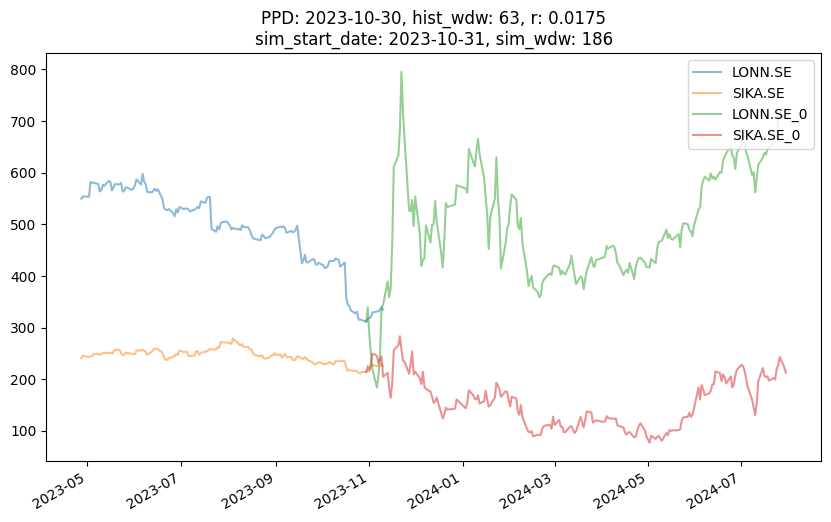 PPD: 2023-10-30, hist_wdw: 63, r: 0.0175
sim_start_date: 2023-10-31, sim_wdw: 186
800
700
600
500
400
300
200
100
LONN.SE
SIKA.SE
LONN.SE_0
SIKA.SE_0
2023-05
2023-07
2023-09
2023-11
2024-01
2024-03
2024-05
2024-07